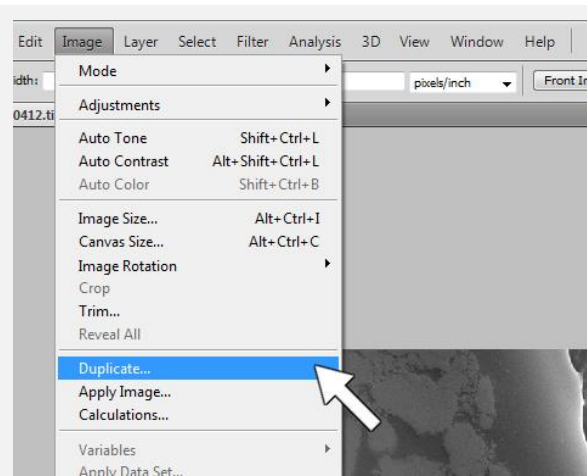 Edit Image Layer Select Filter Analysis 3D View Window Help
idth: pixels/inch Front Ir
0412.ti
Mode
Adjustments
Auto Tone Shift+Ctrl+L
Auto Contrast Alt+Shift+Ctrl+L
Auto Color Shift+Ctrl+B
Image Size... Alt+Ctrl+I
Canvas Size... Alt+Ctrl+C
Image Rotation
Crop
Trim...
Reveal All
Duplicate...
Apply Image...
Calculations...
Variables
Apply Data Set...